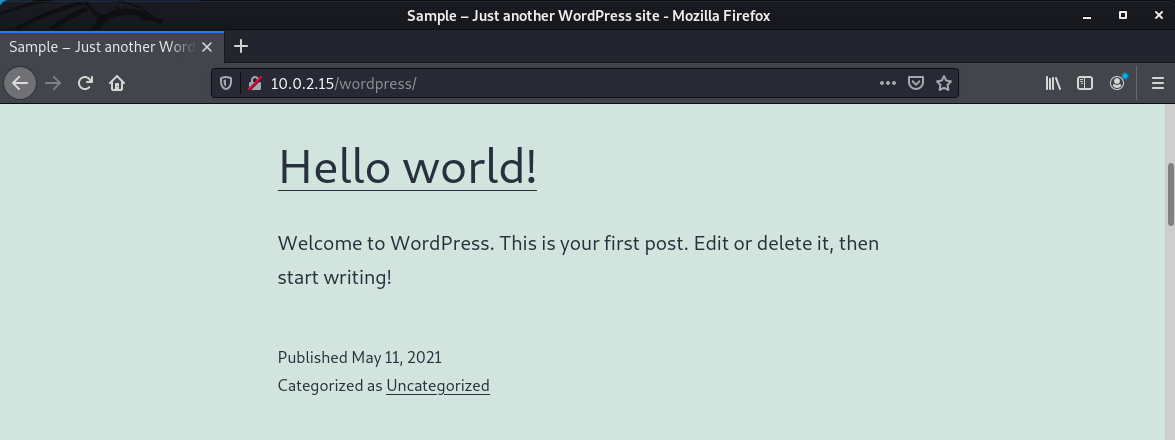 Sample – Just another WordPress site - Mozilla Firefox
Sample – Just another Word
10.0.2.15/wordpress/
Hello world!
Welcome to WordPress. This is your first post. Edit or delete it, then
start writing!
Published May 11, 2021
Categorized as Uncategorized